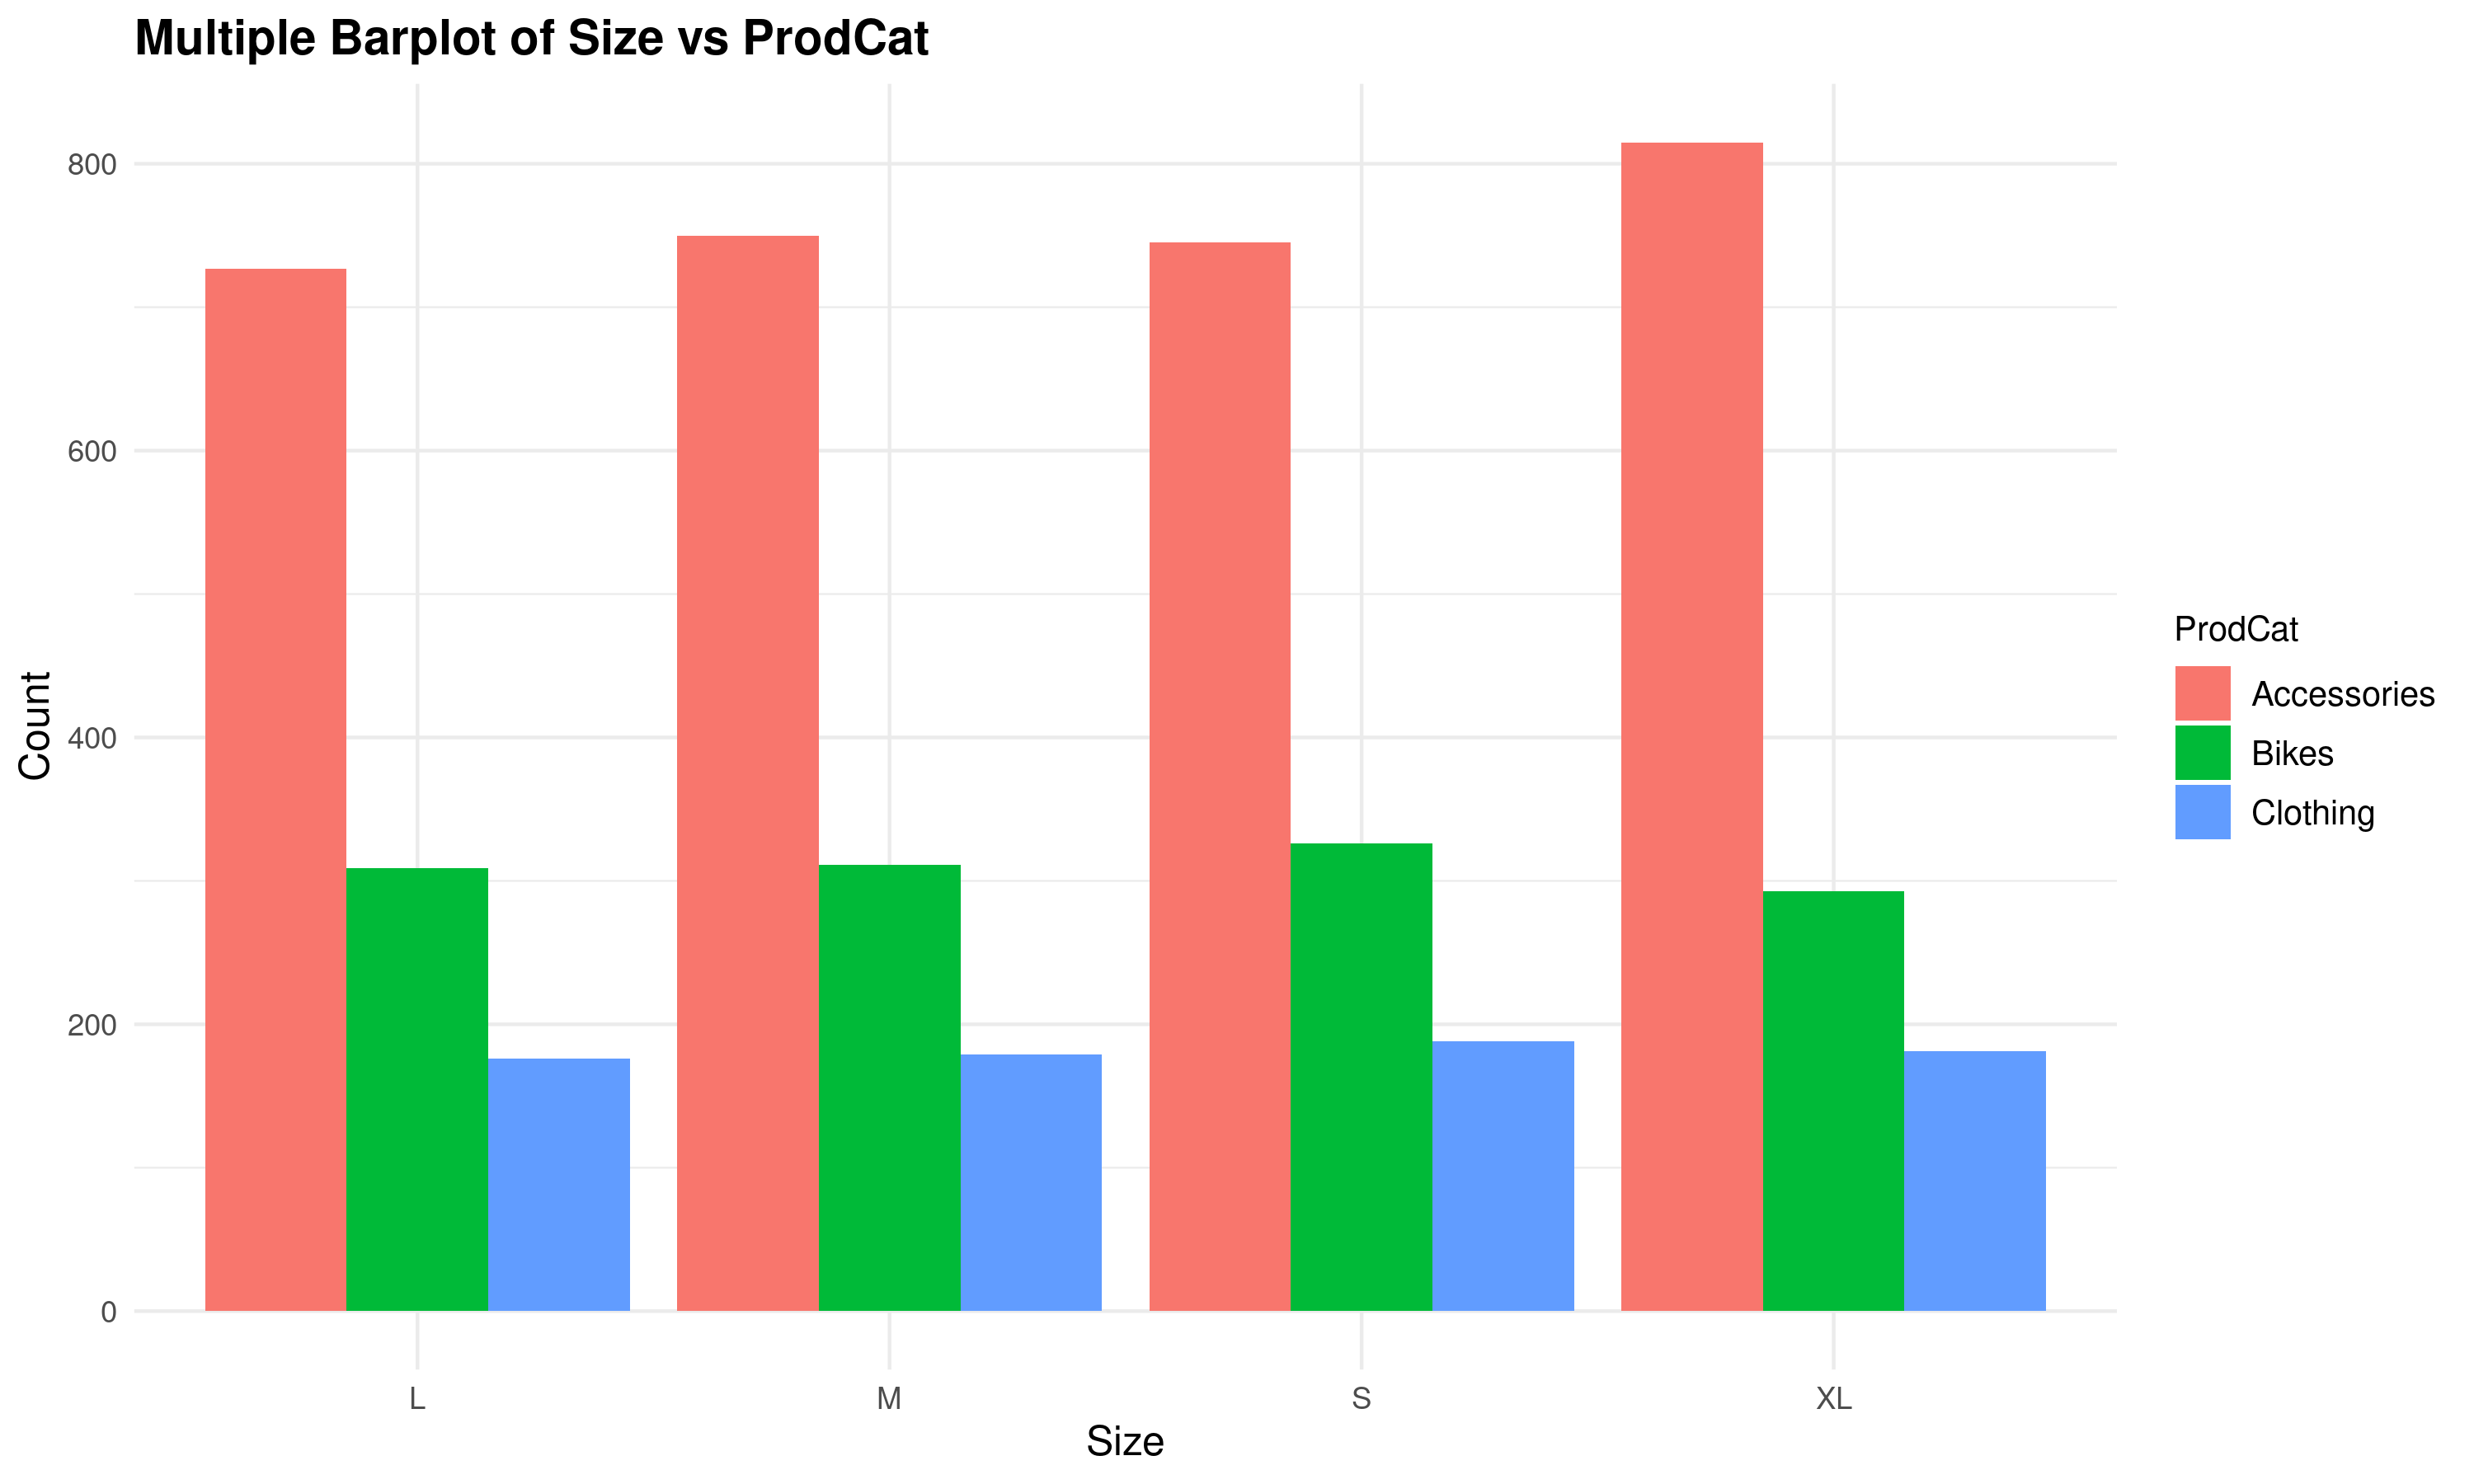 Multiple Barplot of Size vs ProdCat
Count
800
600
400
200
0
L M S XL
Size
ProdCat
Accessories
Bikes
Clothing